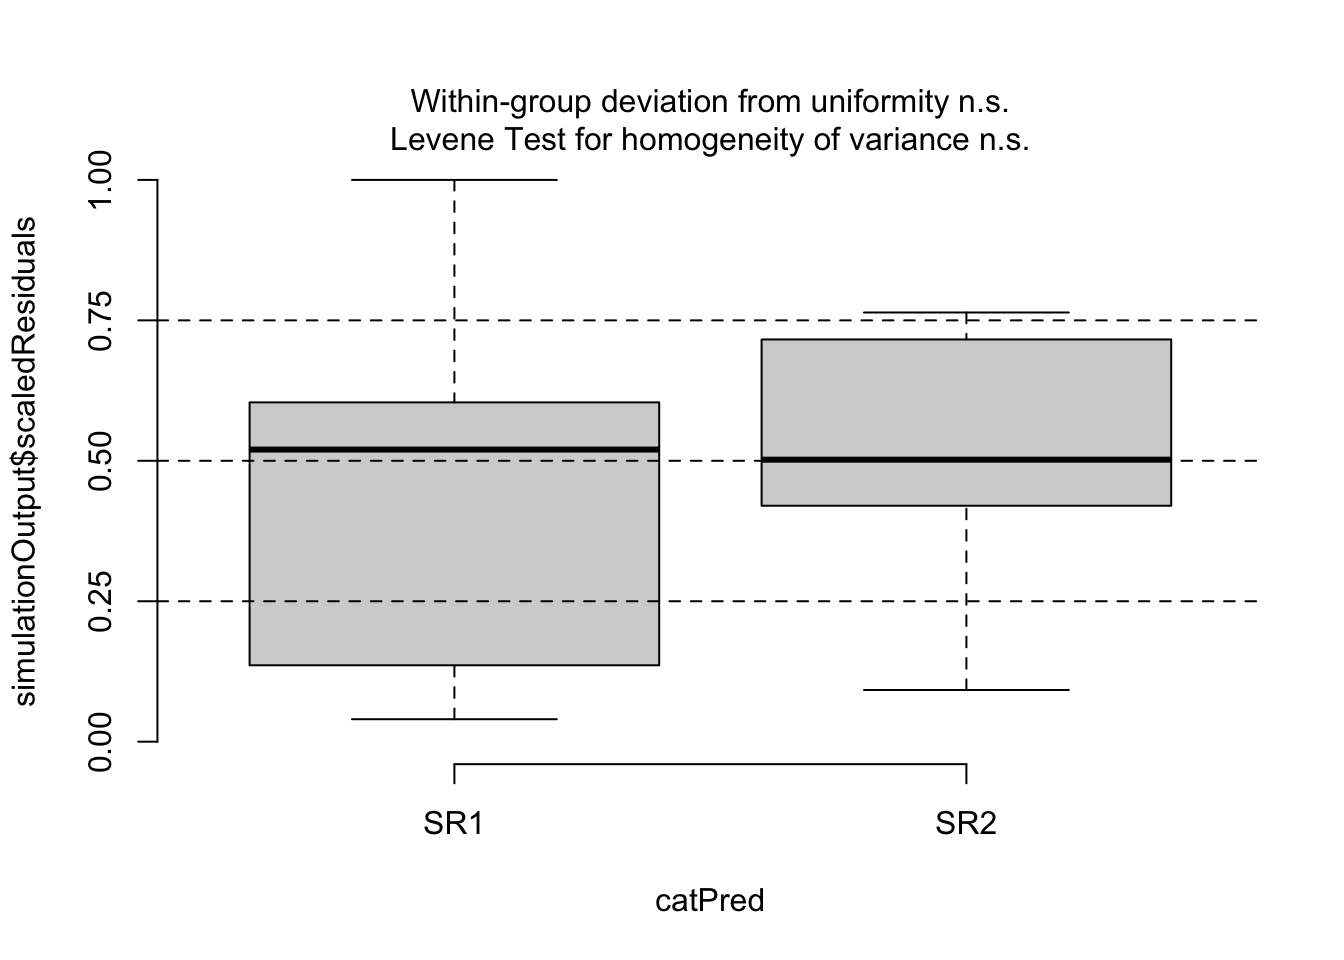 Within-group deviation from uniformity n.s.
Levene Test for homogeneity of variance n.s.
simulationOutput$scaledResiduals
1.00
0.75
0.50
0.25
0.00
SR1
SR2
catPred